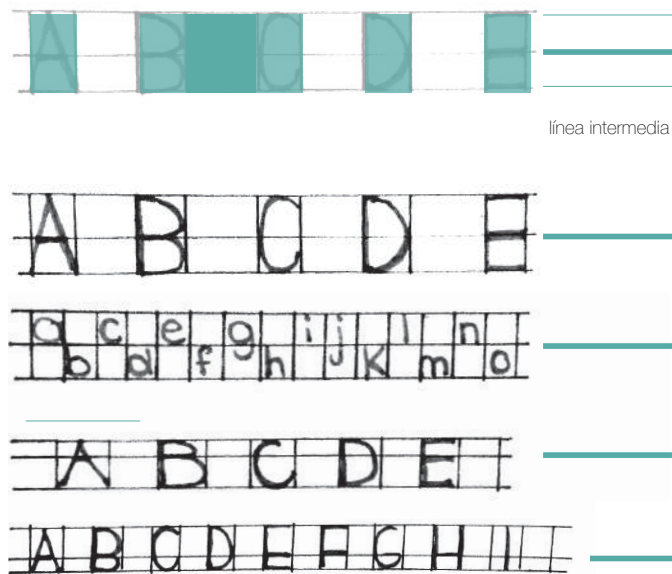 A B C D E
línea intermedia
A B C D E
a b c d e f g h i j k l m n o
A B C D E
A B C D E F G H I